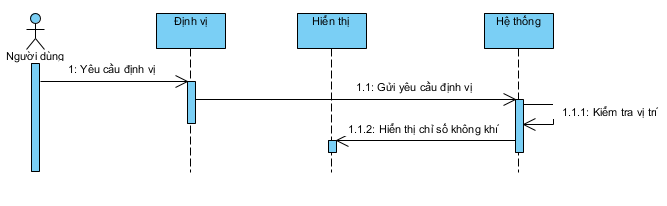 Định vị
Hiển thị
Hệ thống
Người dùng
1: Yêu cầu định vị
1.1: Gửi yêu cầu định vị
1.1.1: Kiểm tra vị trí
1.1.2: Hiển thị chỉ số không khí